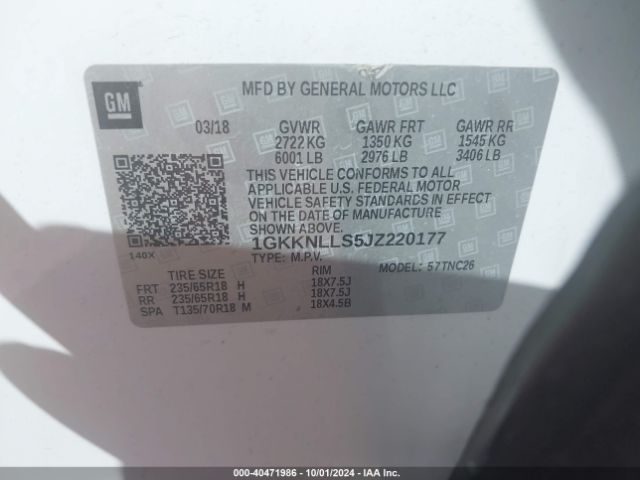 GM
MFD BY GENERAL MOTORS LLC
03/18 GVWR GAWR FRT GAWR RR
2722 KG 1350 KG 1545 KG
6001 LB 2976 LB 3406 LB
THIS VEHICLE CONFORMS TO ALL
APPLICABLE U.S. FEDERAL MOTOR
VEHICLE SAFETY STANDARDS IN EFFECT
ON THE DATE OF MANUFACTURE
1GKKNLLS5JZ220177
140X TYPE: M.P.V. MODEL: 57TNC26
TIRE SIZE RIM
FRT 235/65R18 H 18X7.5J
RR 235/65R18 H 18X7.5J
SPA T135/70R18 M 18X4.5B
00-40471986 - 10/01/2024 - IAA Inc.